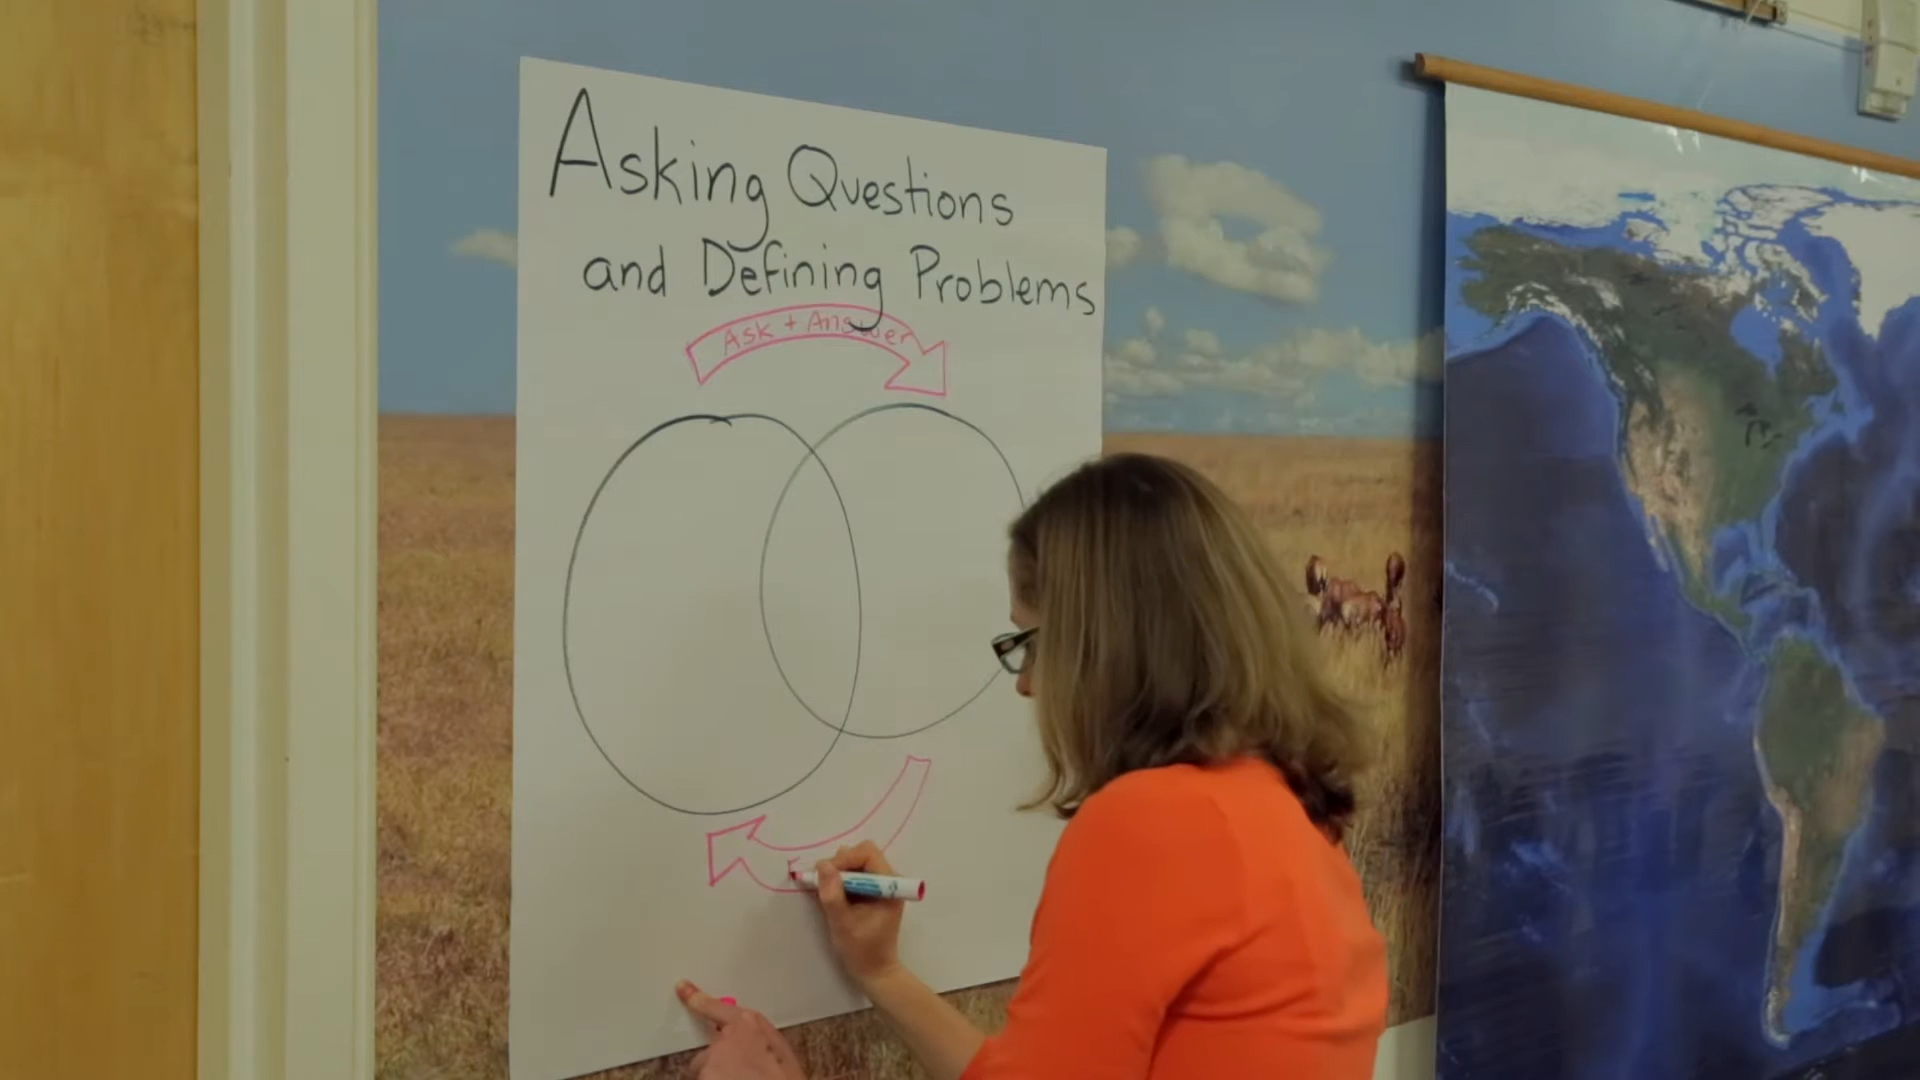 Asking Questions
and Defining Problems
Ask + Answer